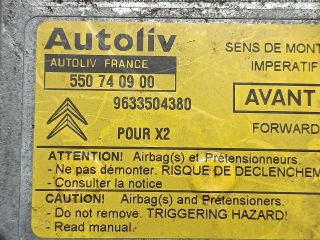 Autoliv
SENS DE MONT
AUTOLIV FRANCE
IMPERATIF
550 74 09 00
9633504380
AVANT
POUR X2
FORWARD
ATTENTION! Airbag(s) et Prétensionneurs.
- Ne pas démonter. RISQUE DE DECLENCHEM
- Consulter la notice
CAUTION! Airbag(s) and Pretensioners.
- Do not remove. TRIGGERING HAZARD!
- See manual.